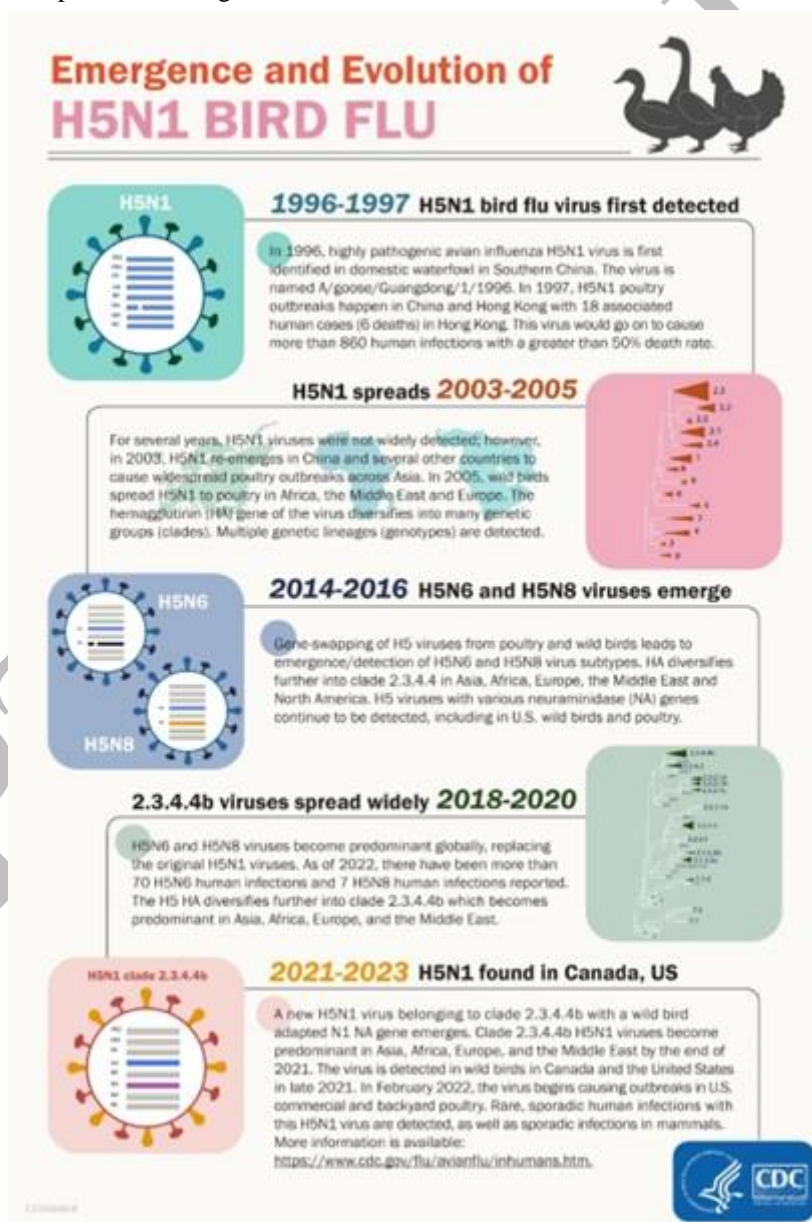 Emergence and Evolution of
H5N1 BIRD FLU
H5N1
1996-1997 H5N1 bird flu virus first detected
In 1996, highly pathogenic avian influenza H5N1 virus is first
identified in domestic waterfowl in Southern China. The virus is
named A/goose/Guangdong/1/1996. In 1997, H5N1 poultry
outbreaks happen in China and Hong Kong with 18 associated
human cases (6 deaths) in Hong Kong. This virus would go on to cause
more than 860 human infections with a greater than 50% death rate.
H5N1 spreads 2003-2005
For several years, H5N1 viruses were not widely detected; however,
in 2003, H5N1 re-emerges in China and several other countries to
cause widespread poultry outbreaks across Asia. In 2005, wild birds
spread H5N1 to poultry in Africa, the Middle East and Europe. The
hemagglutinin (HA) gene of the virus diversifies into many genetic
groups (clades). Multiple genetic lineages (genotypes) are detected.
2014-2016 H5N6 and H5N8 viruses emerge
H5N6
H5N8
Gene-swapping of H5 viruses from poultry and wild birds leads to
emergence/detection of H5N6 and H5N8 virus subtypes. HA diversifies
further into clade 2.3.4.4 in Asia, Africa, Europe, the Middle East and
North America. H5 viruses with various neuraminidase (NA) genes
continue to be detected, including in U.S. wild birds and poultry.
2.3.4.4b viruses spread widely 2018-2020
H5N6 and H5N8 viruses become predominant globally, replacing
the original H5N1 viruses. As of 2022, there have been more than
70 H5N6 human infections and 7 H5N8 human infections reported.
The H5 HA diversifies further into clade 2.3.4.4b which becomes
predominant in Asia, Africa, Europe, and the Middle East.
H5N1 clade 2.3.4.4b
2021-2023 H5N1 found in Canada, US
A new H5N1 virus belonging to clade 2.3.4.4b with a wild bird
adapted N1 NA gene emerges. Clade 2.3.4.4b H5N1 viruses become
predominant in Asia, Africa, Europe, and the Middle East by the end of
2021. The virus is detected in wild birds in Canada and the United States
in late 2021. In February 2022, the virus begins causing outbreaks in U.S.
commercial and backyard poultry. Rare, sporadic human infections with
this H5N1 virus are detected, as well as sporadic infections in mammals.
More information is available:
https://www.cdc.gov/flu/avianflu/inhumans.htm.
CDC